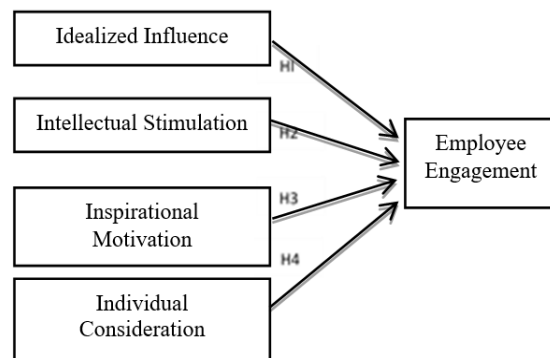 Idealized Influence
H1
Intellectual Stimulation
H2
Employee
Engagement
Inspirational
Motivation
H3
H4
Individual
Consideration